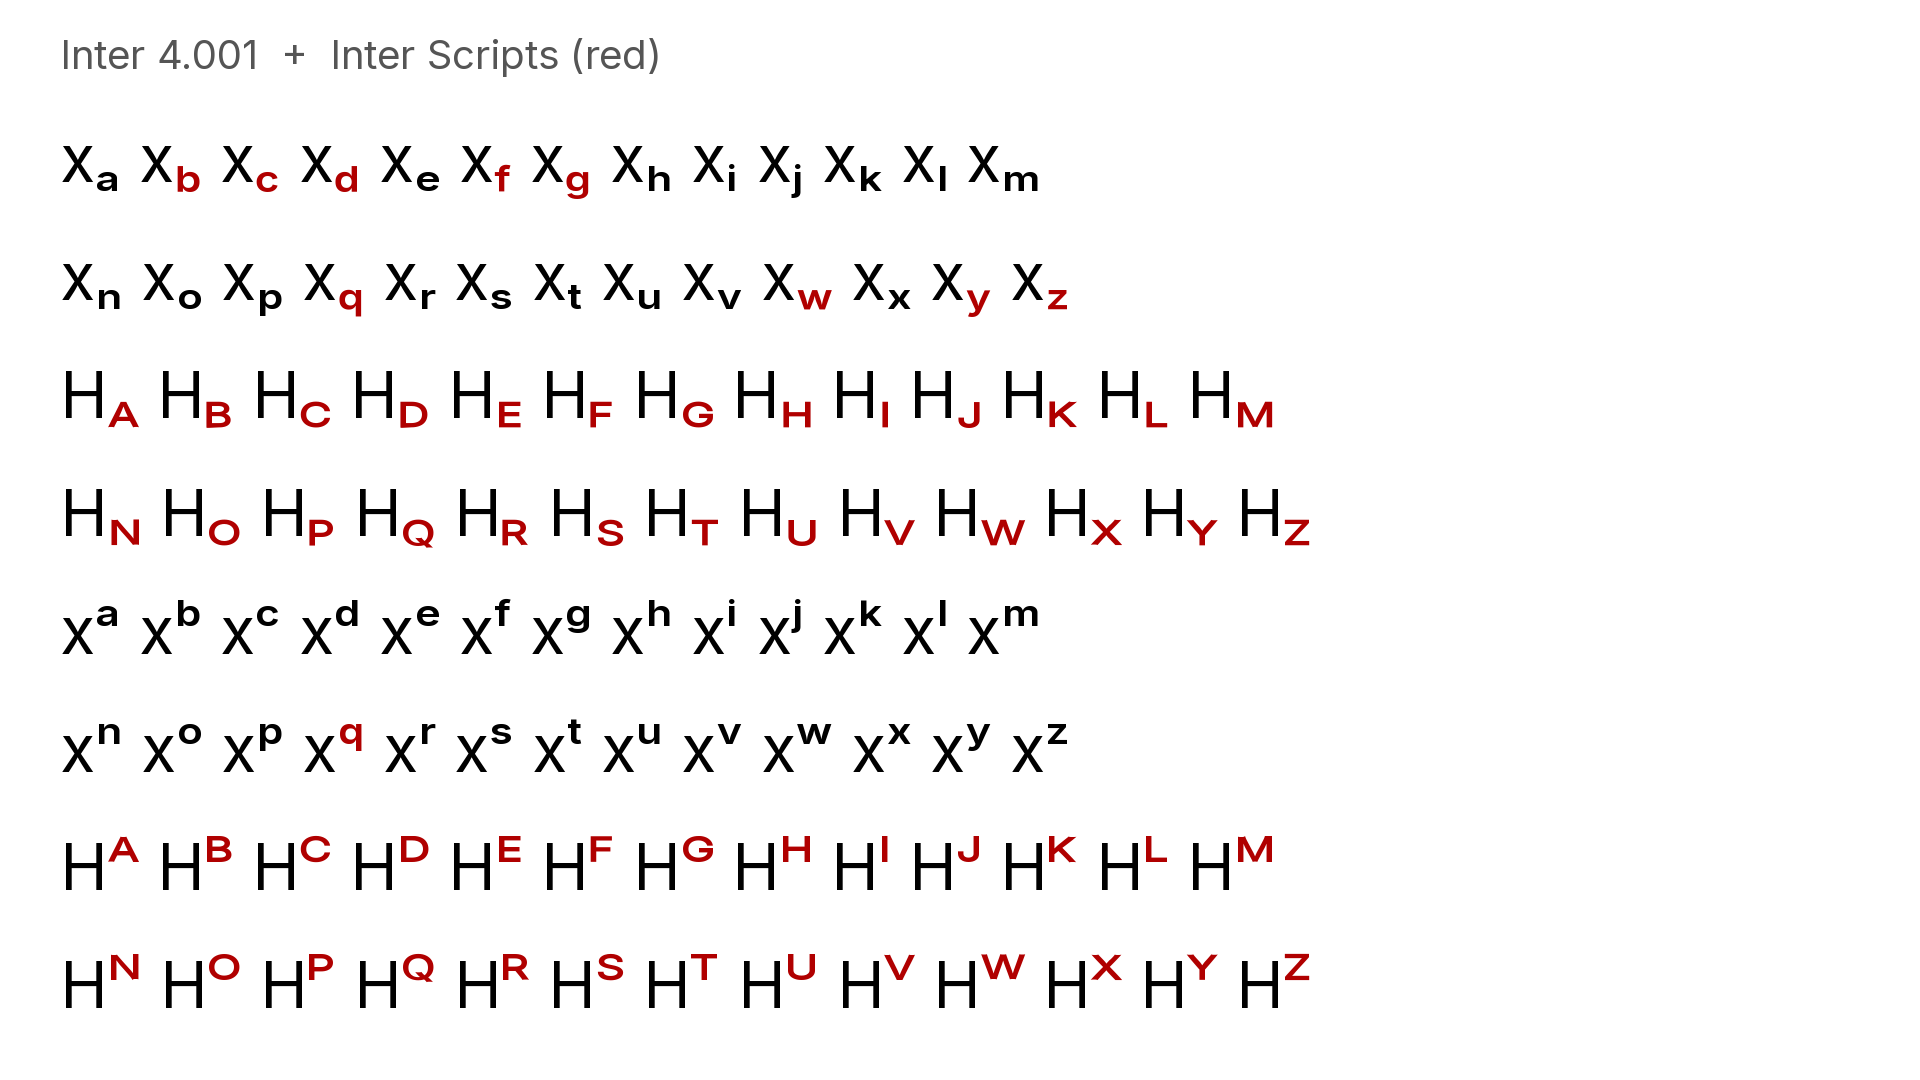 Inter 4.001 + Inter Scripts (red)
Xa Xb Xc Xd Xe Xf Xg Xh Xi Xj Xk Xl Xm
Xn Xo Xp Xq Xr Xs Xt Xu Xv Xw Xx Xy Xz
HA HB HC HD HE HF HG HH HI HJ HK HL HM
HN HO HP HQ HR HS HT HU HV HW HX HY HZ
Xa Xb Xc Xd Xe Xf Xg Xh Xi Xj Xk Xl Xm
Xn Xo Xp Xq Xr Xs Xt Xu Xv Xw Xx Xy Xz
HA HB HC HD HE HF HG HH HI HJ HK HL HM
HN HO HP HQ HR HS HT HU HV HW HX HY HZ